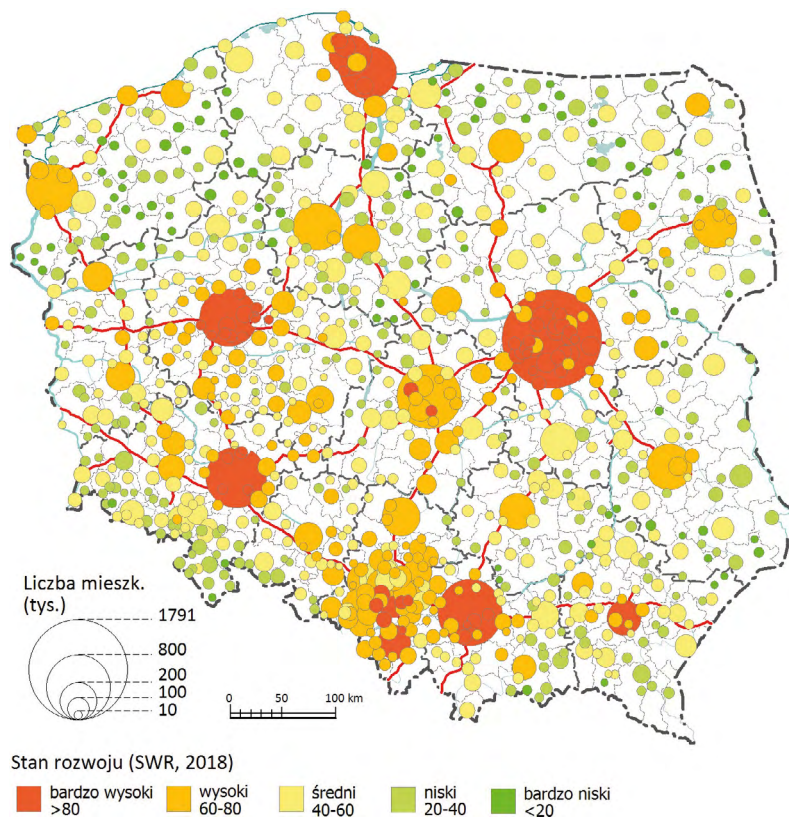 Liczba mieszk.
(tys.)
1791
800
200
100
10
0 50 100 km
Stan rozwoju (SWR, 2018)
bardzo wysoki
>80
wysoki
60-80
średni
40-60
niski
20-40
bardzo niski
<20